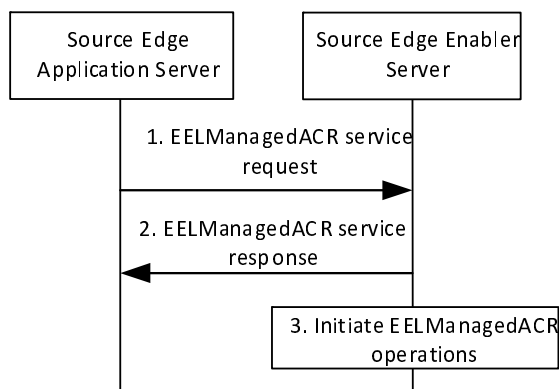 Source Edge
Application Server
Source Edge Enabler
Server
1. EELManagedACR service
request
2. EELManagedACR service
response
3. Initiate EELManagedACR
operations